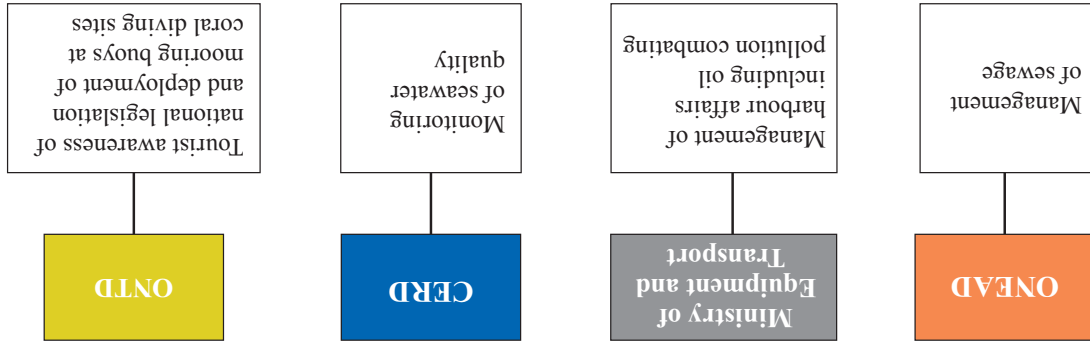 ONEAD
Management
of sewage
Ministry of
Equipment and
Transport
Management of
harbour affairs
including oil
pollution combating
CERD
Monitoring
of seawater
quality
ONTD
Tourist awareness of
national legislation
and deployment of
mooring buoys at
coral diving sites